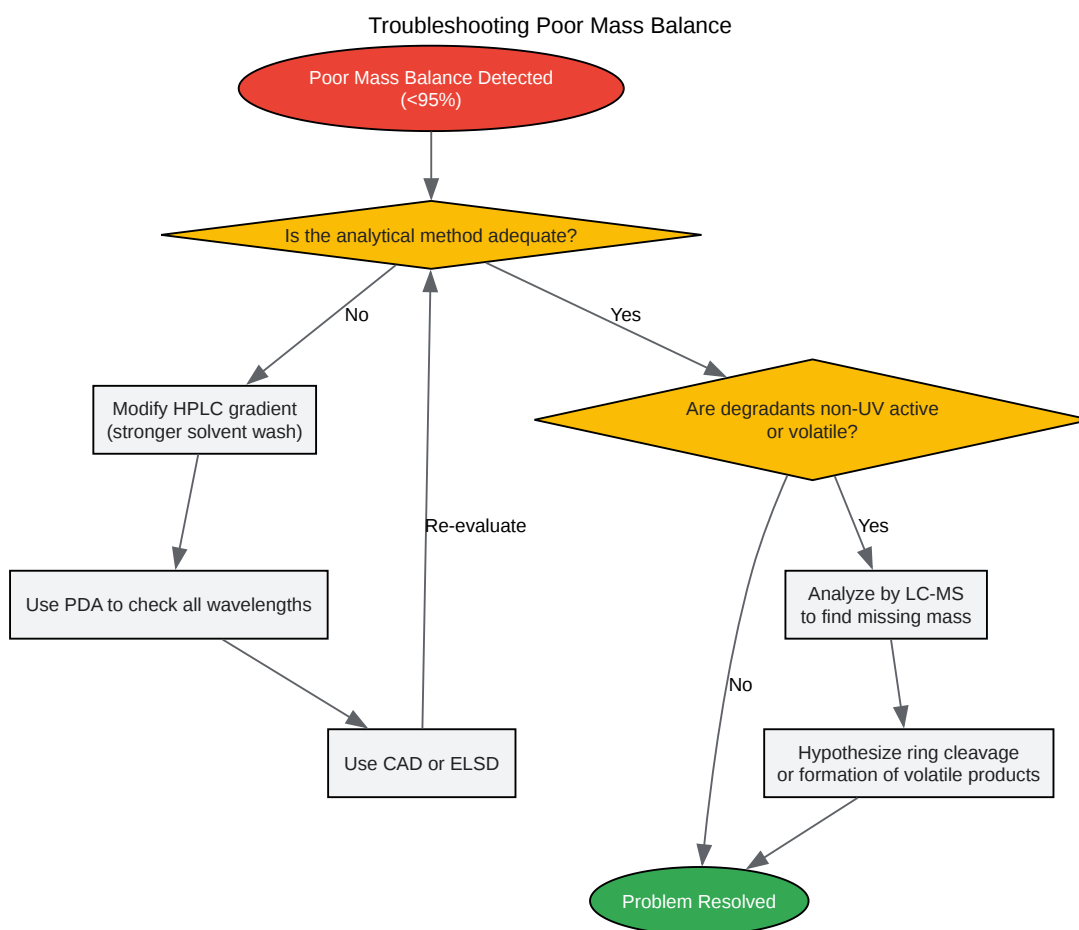 Troubleshooting Poor Mass Balance
Poor Mass Balance Detected
(<95%)
Is the analytical method adequate?
No
Yes
Modify HPLC gradient
(stronger solvent wash)
Are degradants non-UV active
or volatile?
Re-evaluate
Yes
Use PDA to check all wavelengths
Analyze by LC-MS
to find missing mass
No
Use CAD or ELSD
Hypothesize ring cleavage
or formation of volatile products
Problem Resolved